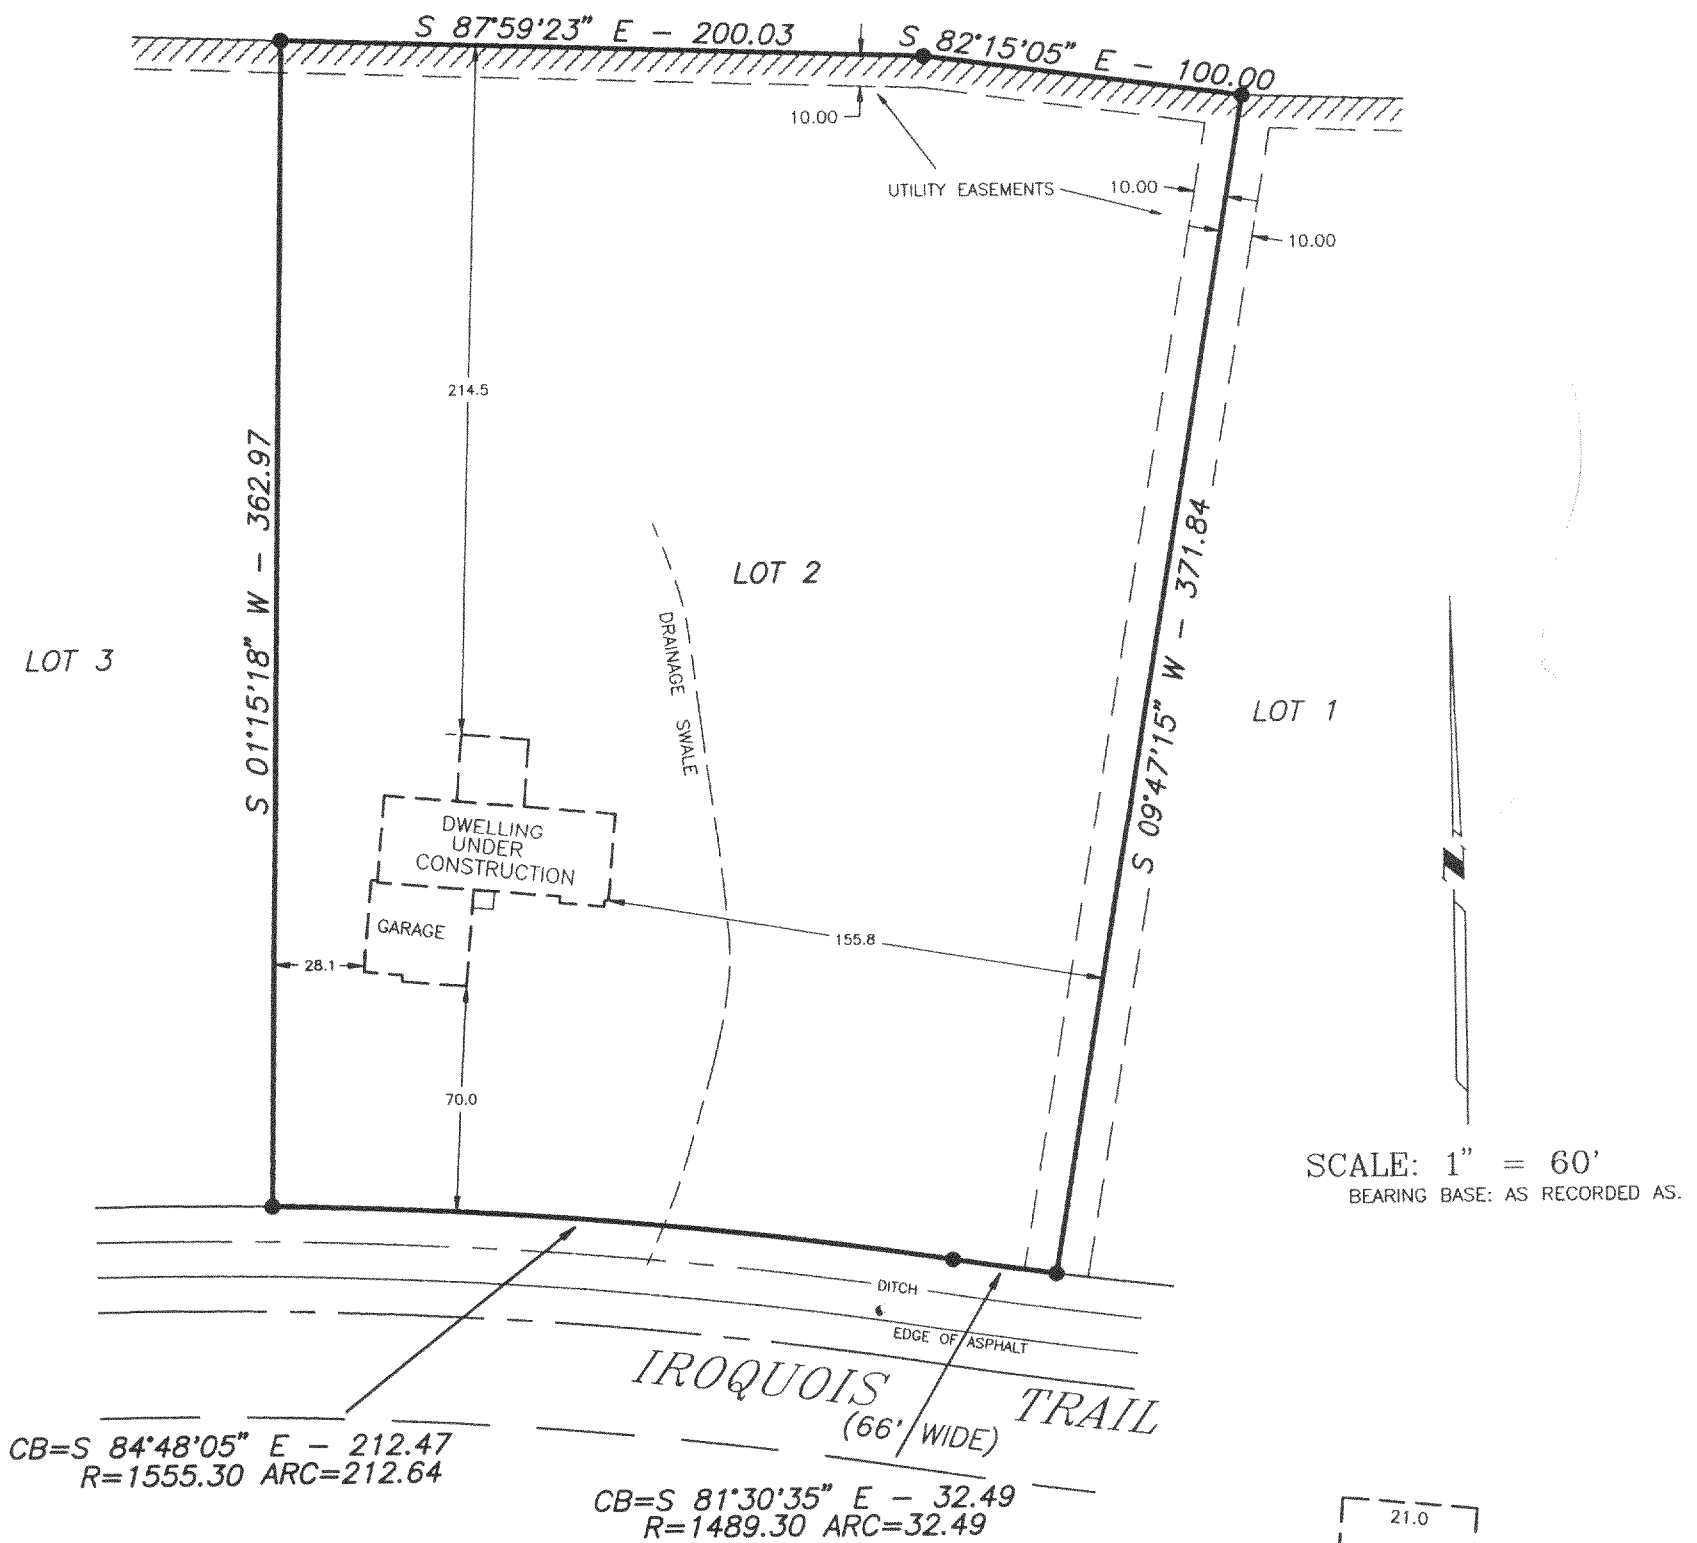 S 87°59'23" E - 200.03
S 82°15'05" E - 100.00
10.00
UTILITY EASEMENTS
10.00
10.00
214.5
S 01°15'18" W - 362.97
LOT 2
S 09°47'15" W - 371.84
DRAINAGE SWALE
LOT 3
LOT 1
DWELLING
UNDER
CONSTRUCTION
GARAGE
155.8
28.1
70.0
SCALE: 1" = 60'
BEARING BASE: AS RECORDED AS.
DITCH
EDGE OF ASPHALT
IROQUOIS TRAIL
(66' WIDE)
CB=S 84°48'05" E - 212.47
R=1555.30 ARC=212.64
CB=S 81°30'35" E - 32.49
R=1489.30 ARC=32.49
21.0
N